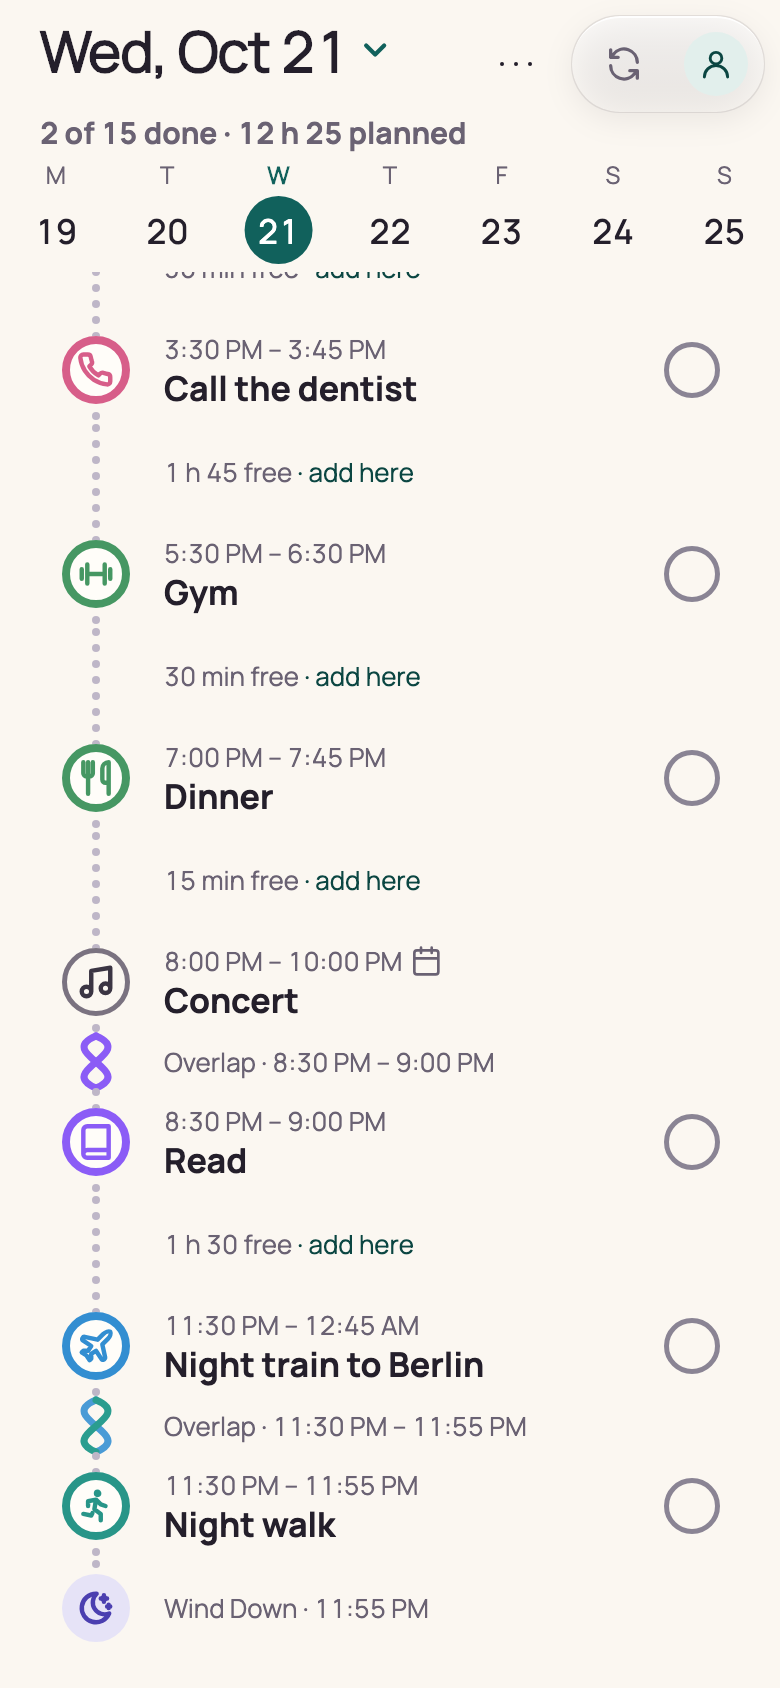 Wed, Oct 21
...
2 of 15 done · 12 h 25 planned
M T W T F S S
19 20 21 22 23 24 25
30 min free · add here
3:30 PM – 3:45 PM
Call the dentist
1 h 45 free · add here
5:30 PM – 6:30 PM
Gym
30 min free · add here
7:00 PM – 7:45 PM
Dinner
15 min free · add here
8:00 PM – 10:00 PM
Concert
Overlap · 8:30 PM – 9:00 PM
8:30 PM – 9:00 PM
Read
1 h 30 free · add here
11:30 PM – 12:45 AM
Night train to Berlin
Overlap · 11:30 PM – 11:55 PM
11:30 PM – 11:55 PM
Night walk
Wind Down · 11:55 PM